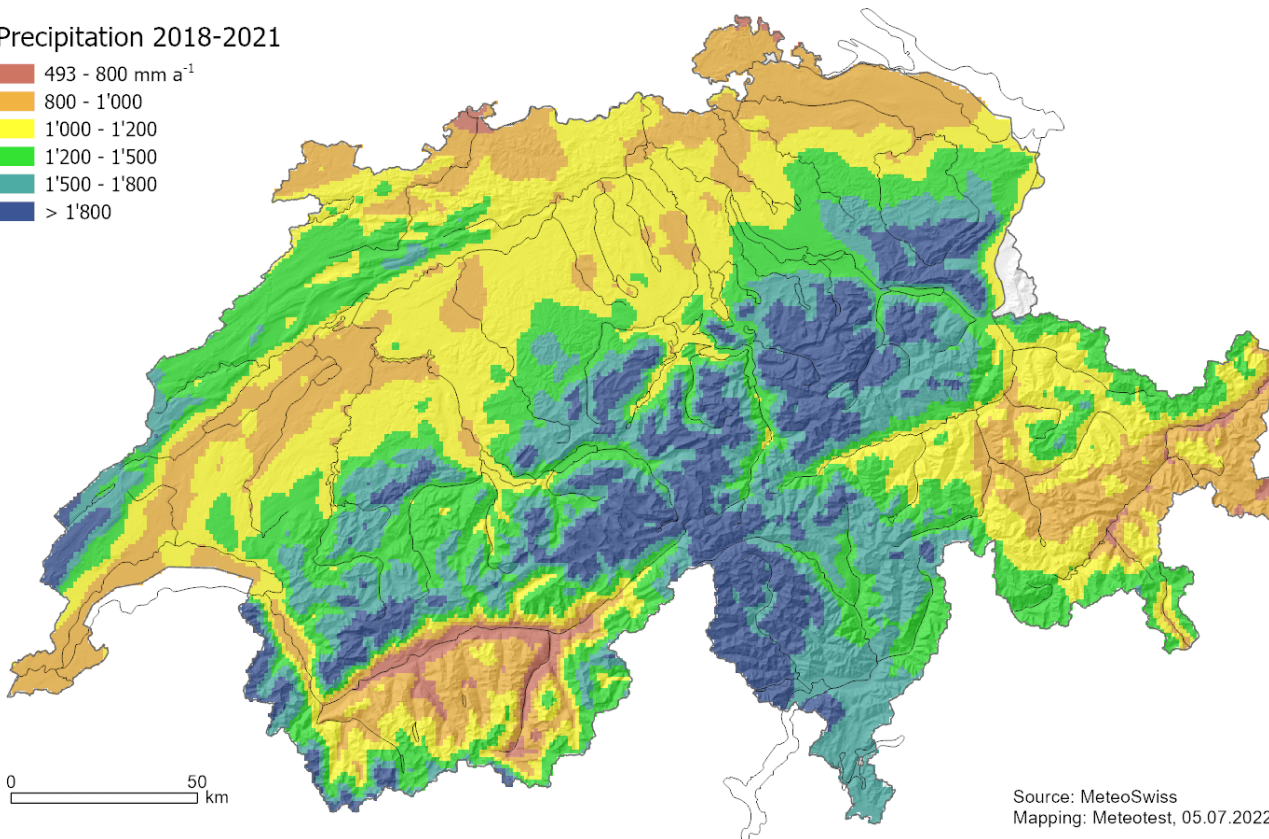 Precipitation 2018-2021
493 - 800 mm a⁻¹
800 - 1'000
1'000 - 1'200
1'200 - 1'500
1'500 - 1'800
> 1'800
0 50
km
Source: MeteoSwiss
Mapping: Meteotest, 05.07.2022